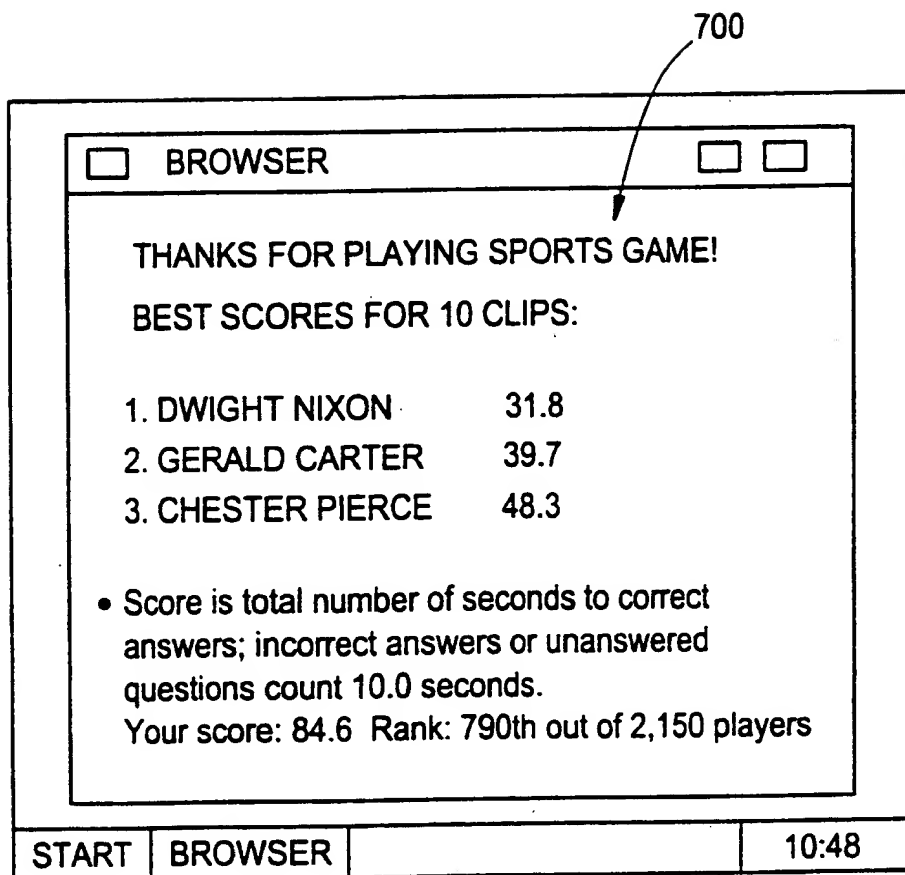 700
BROWSER
THANKS FOR PLAYING SPORTS GAME!
BEST SCORES FOR 10 CLIPS:
1. DWIGHT NIXON 31.8
2. GERALD CARTER 39.7
3. CHESTER PIERCE 48.3
• Score is total number of seconds to correct
answers; incorrect answers or unanswered
questions count 10.0 seconds.
Your score: 84.6 Rank: 790th out of 2,150 players
START BROWSER 10:48